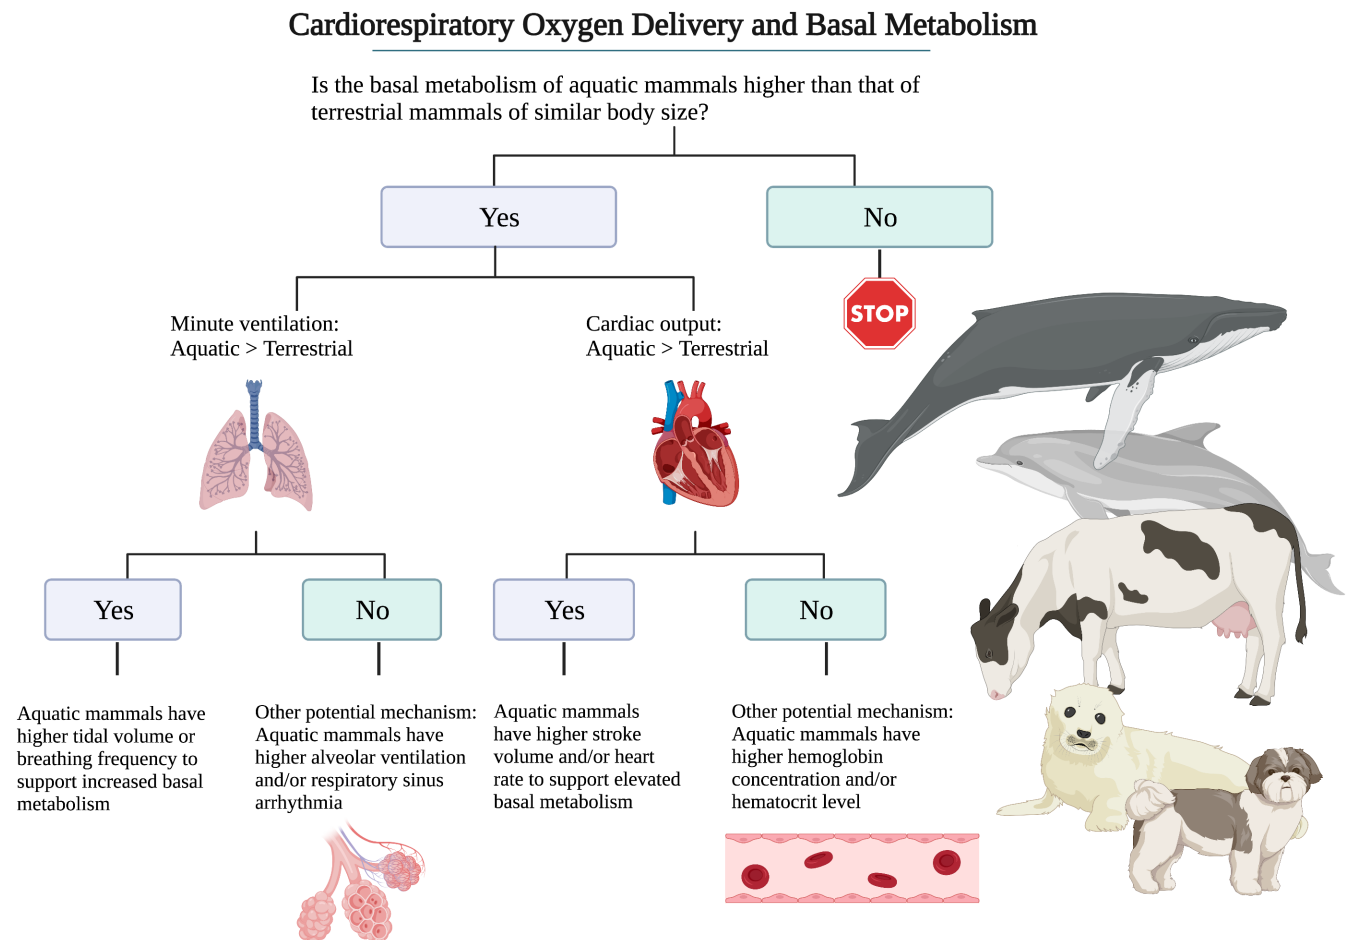 Cardiorespiratory Oxygen Delivery and Basal Metabolism
Is the basal metabolism of aquatic mammals higher than that of
terrestrial mammals of similar body size?
Yes
No
STOP
Minute ventilation:
Aquatic > Terrestrial
Cardiac output:
Aquatic > Terrestrial
Yes
No
Yes
No
Aquatic mammals have
higher tidal volume or
breathing frequency to
support increased basal
metabolism
Other potential mechanism:
Aquatic mammals have
higher alveolar ventilation
and/or respiratory sinus
arrhythmia
Aquatic mammals
have higher stroke
volume and/or heart
rate to support elevated
basal metabolism
Other potential mechanism:
Aquatic mammals have
higher hemoglobin
concentration and/or
hematocrit level